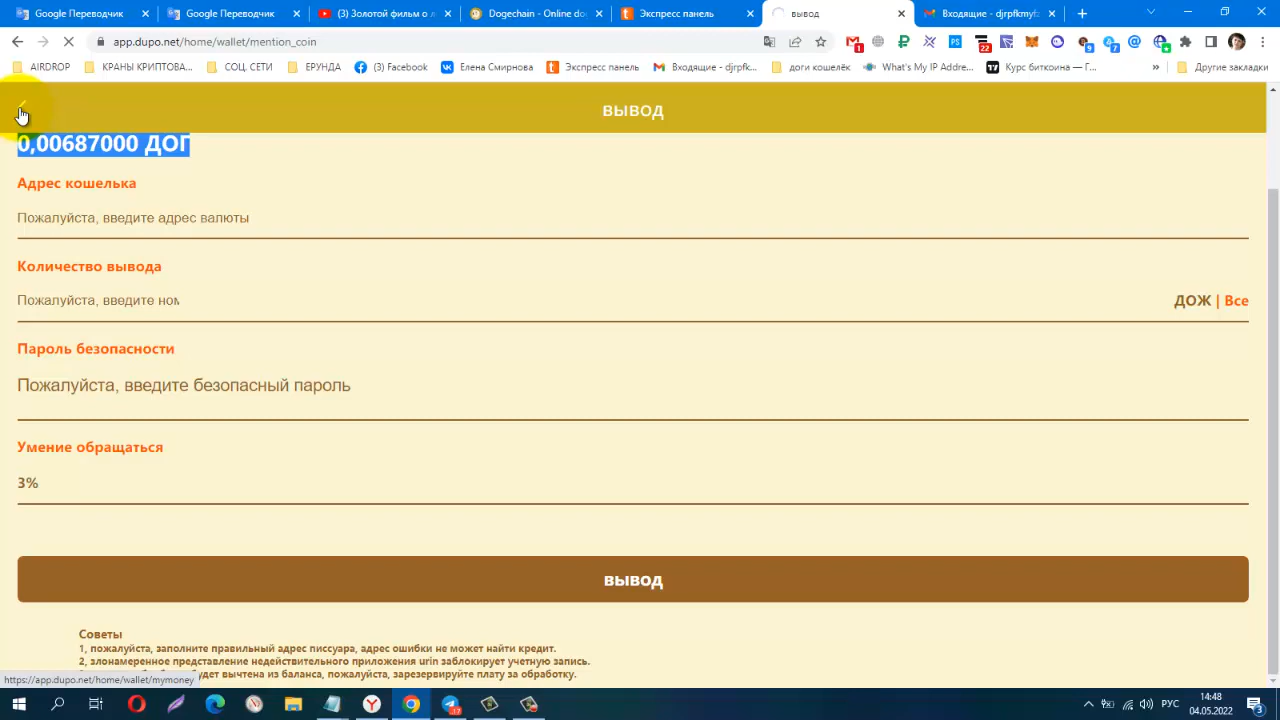 Google Переводчик
Google Переводчик
(3) Золотой фильм о л
Dogechain - Online do
Экспресс панель
вывод
Входящие - djrpfkmyfz
app.dupo.net/home/wallet/mention_coin
1
22
9
7
AIRDROP
КРАНЫ КРИПТОВА...
СОЦ. СЕТИ
ЕРУНДА
(3) Facebook
Елена Смирнова
Экспресс панель
Входящие - djrpfk...
доги кошелёк
What's My IP Addre...
Курс биткоина — Г...
»
Другие закладки
ВЫВОД
0,00687000 ДОГ
Адрес кошелька
Пожалуйста, введите адрес валюты
Количество вывода
Пожалуйста, введите ном
ДОЖ | Все
Пароль безопасности
Пожалуйста, введите безопасный пароль
Умение обращаться
3%
вывод
Советы
1, пожалуйста, заполните правильный адрес писсуара, адрес ошибки не может найти кредит.
2, злонамеренное представление недействительного приложения urin заблокирует учетную запись.
будет вычтена из баланса, пожалуйста, зарезервируйте плату за обработку.
https://app.dupo.net/home/wallet/mymoney
РУС
14:48
04.05.2022